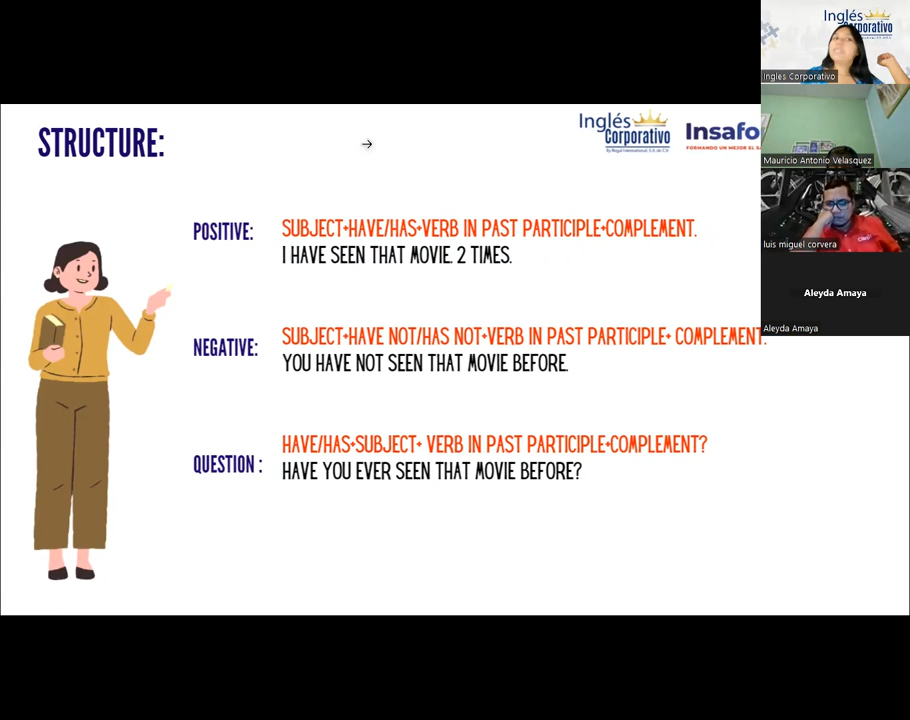 STRUCTURE:
Inglés
Corporativo
Insafo
POSITIVE:
SUBJECT+HAVE/HAS+VERB IN PAST PARTICIPLE+COMPLEMENT.
I HAVE SEEN THAT MOVIE. 2 TIMES.
NEGATIVE:
SUBJECT+HAVE NOT/HAS NOT+VERB IN PAST PARTICIPLE+ COMPLEMENT.
YOU HAVE NOT SEEN THAT MOVIE BEFORE.
QUESTION :
HAVE/HAS+SUBJECT+ VERB IN PAST PARTICIPLE+COMPLEMENT?
HAVE YOU EVER SEEN THAT MOVIE BEFORE?
Inglés
Corporativo
Ingles Corporativo
Mauricio Antonio Velasquez
luis miguel corvera
Aleyda Amaya
Aleyda Amaya